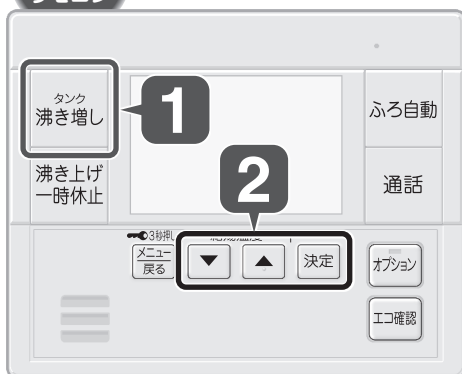 タンク
沸き増し
1
ふろ自動
沸き上げ
一時休止
2
通話
3秒押し
メニュー
戻る
▼
▲
決定
オプション
エコ確認